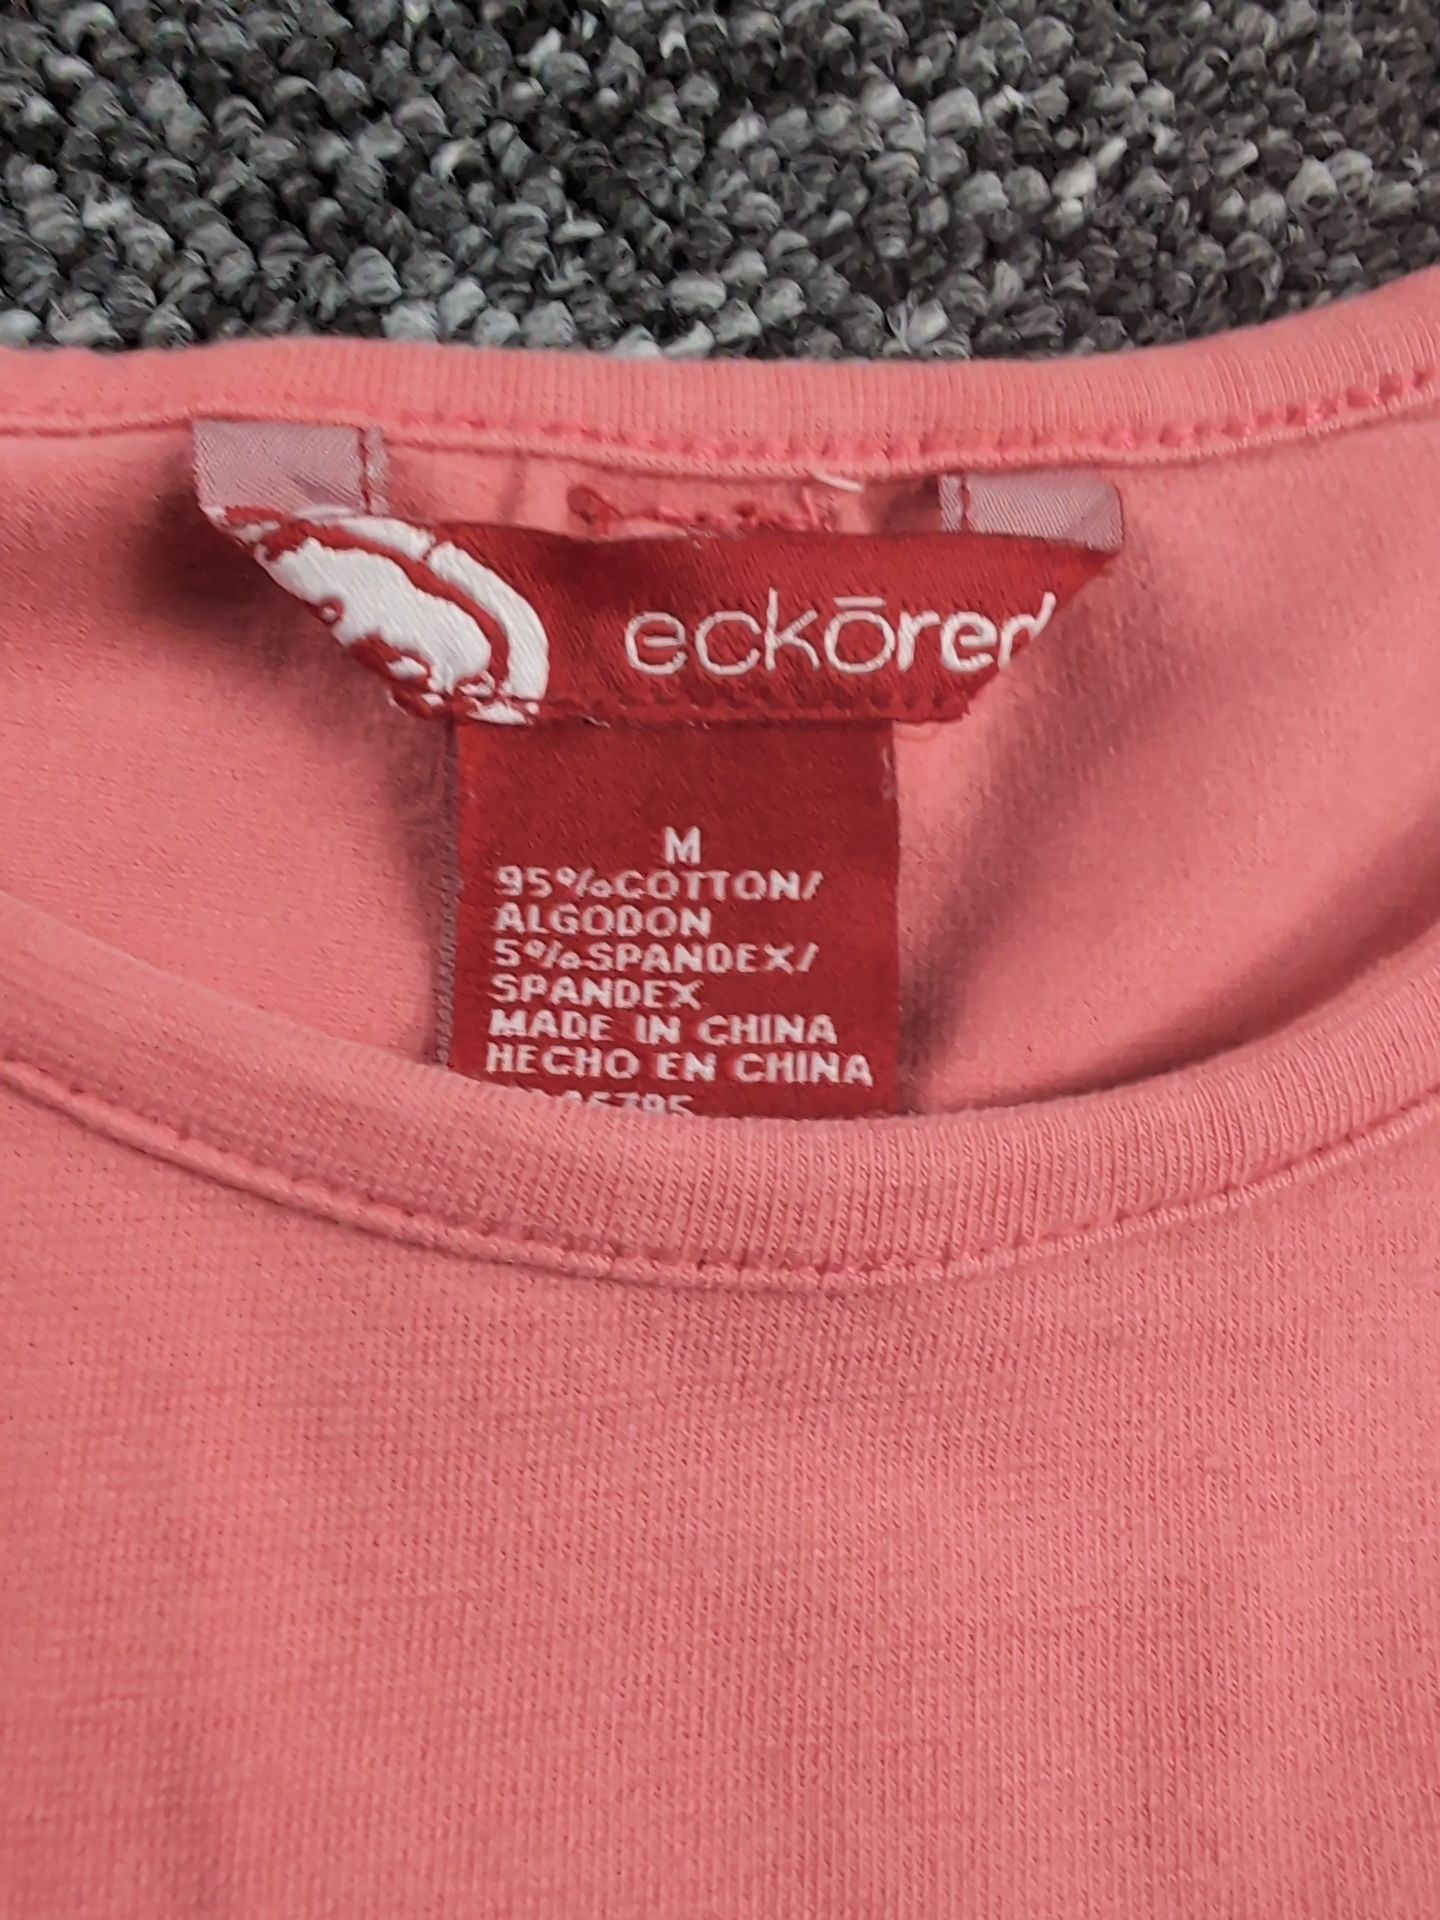 eckōred
M
95%COTTON/
ALGODON
5%SPANDEX/
SPANDEX
MADE IN CHINA
HECHO EN CHINA